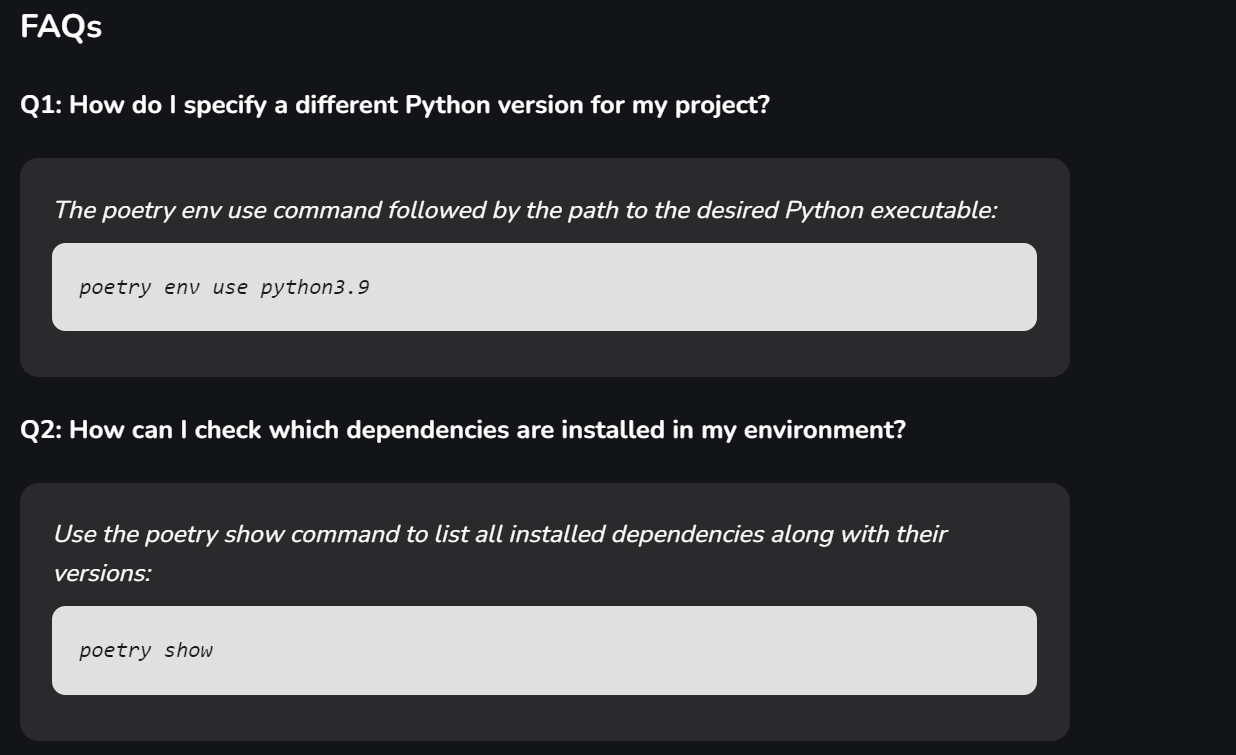 FAQs
Q1: How do I specify a different Python version for my project?
The poetry env use command followed by the path to the desired Python executable:
poetry env use python3.9
Q2: How can I check which dependencies are installed in my environment?
Use the poetry show command to list all installed dependencies along with their
versions:
poetry show